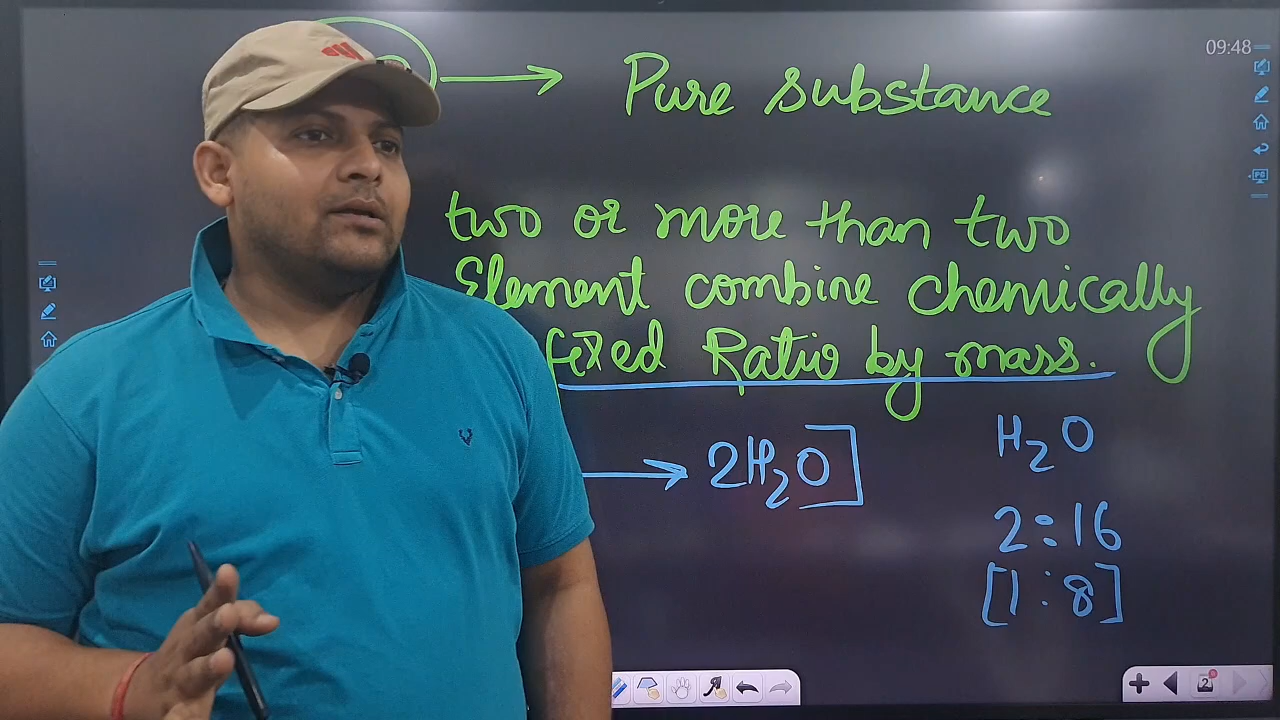 09:48
Pure substance
two or more than two
Element combine chemically
fixed Ratio by mass.
2H₂O]
H₂O
2:16
[1:8]
2